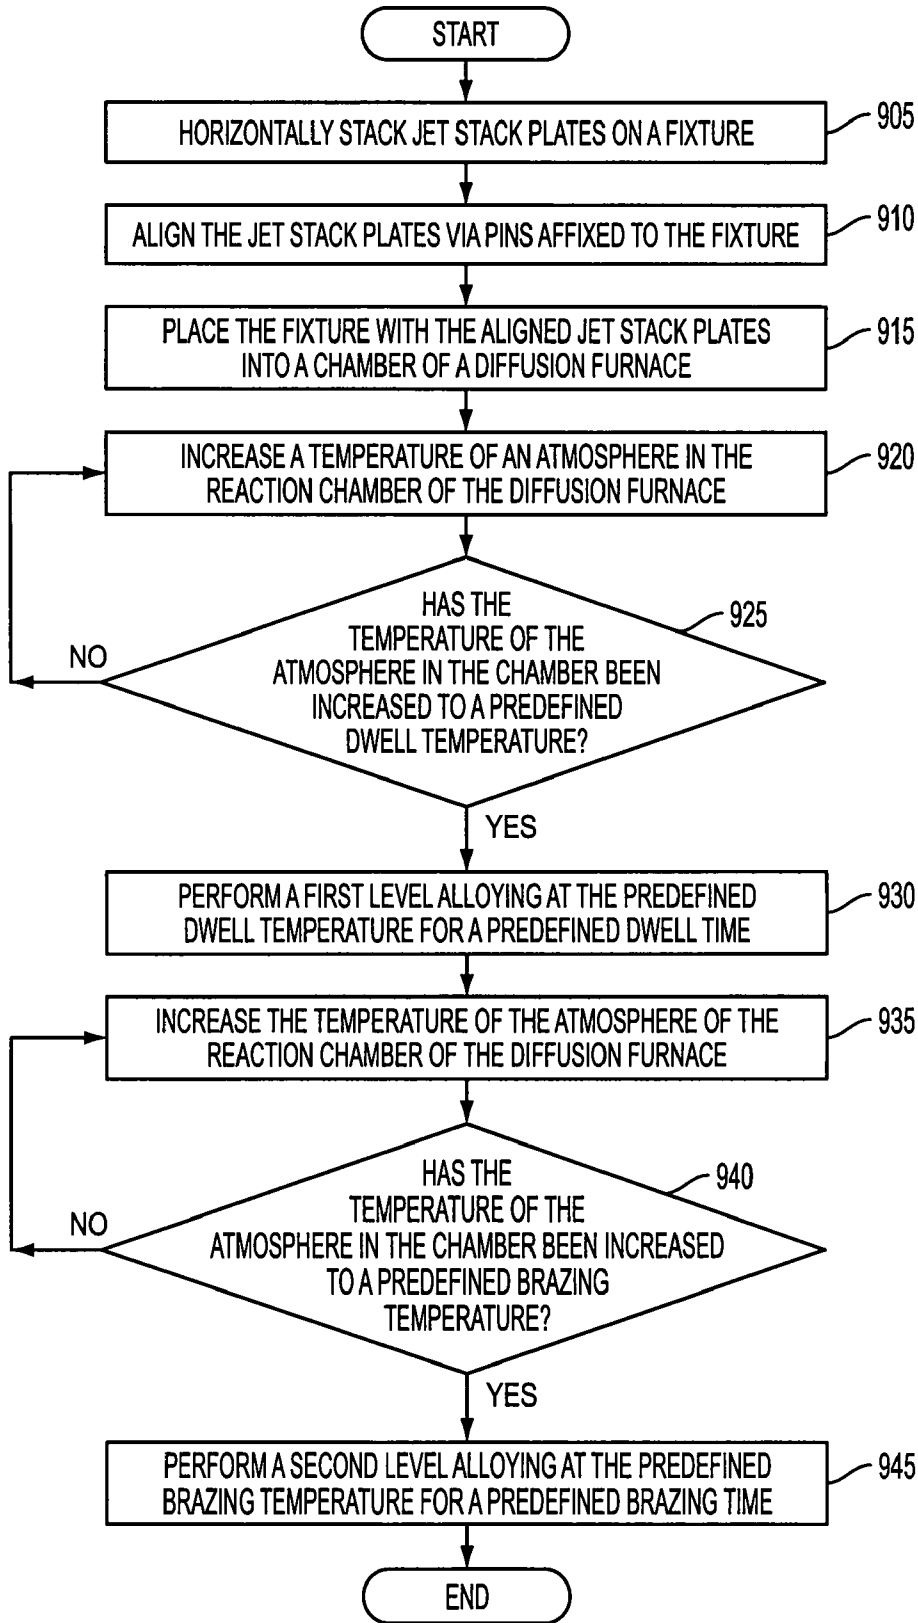 START
HORIZONTALLY STACK JET STACK PLATES ON A FIXTURE
905
ALIGN THE JET STACK PLATES VIA PINS AFFIXED TO THE FIXTURE
910
PLACE THE FIXTURE WITH THE ALIGNED JET STACK PLATES
INTO A CHAMBER OF A DIFFUSION FURNACE
915
INCREASE A TEMPERATURE OF AN ATMOSPHERE IN THE
REACTION CHAMBER OF THE DIFFUSION FURNACE
920
HAS THE
TEMPERATURE OF THE
ATMOSPHERE IN THE CHAMBER BEEN
INCREASED TO A PREDEFINED
DWELL TEMPERATURE?
925
NO
YES
PERFORM A FIRST LEVEL ALLOYING AT THE PREDEFINED
DWELL TEMPERATURE FOR A PREDEFINED DWELL TIME
930
INCREASE THE TEMPERATURE OF THE ATMOSPHERE OF THE
REACTION CHAMBER OF THE DIFFUSION FURNACE
935
HAS THE
TEMPERATURE OF THE
ATMOSPHERE IN THE CHAMBER BEEN INCREASED
TO A PREDEFINED BRAZING
TEMPERATURE?
940
NO
YES
PERFORM A SECOND LEVEL ALLOYING AT THE PREDEFINED
BRAZING TEMPERATURE FOR A PREDEFINED BRAZING TIME
945
END